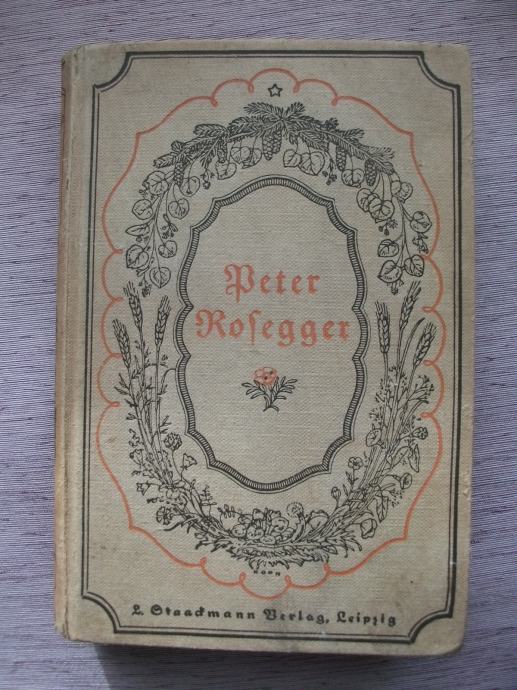 Peter
Roſegger
L. Staackmann Verlag, Leipzig